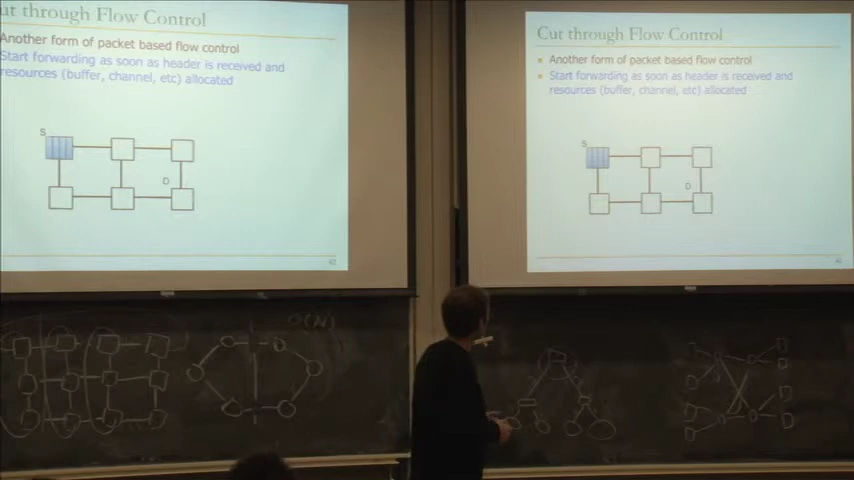 ut through Flow Control
Another form of packet based flow control
Start forwarding as soon as header is received and
resources (buffer, channel, etc) allocated
S
D
Cut through Flow Control
Another form of packet based flow control
Start forwarding as soon as header is received and
resources (buffer, channel, etc) allocated
S
D